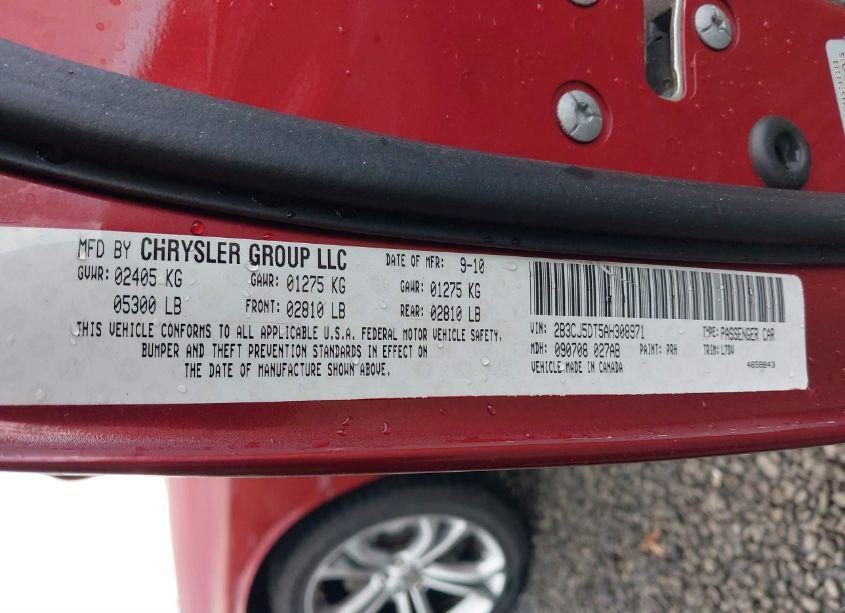 MFD BY CHRYSLER GROUP LLC DATE OF MFR: 9-10
GVWR: 02405 KG GAWR: 01275 KG GAWR: 01275 KG
05300 LB FRONT: 02810 LB REAR: 02810 LB
THIS VEHICLE CONFORMS TO ALL APPLICABLE U.S.A. FEDERAL MOTOR VEHICLE SAFETY,
BUMPER AND THEFT PREVENTION STANDARDS IN EFFECT ON
THE DATE OF MANUFACTURE SHOWN ABOVE.
VIN: 2B3CJ5DT5AH308971 TYPE: PASSENGER CAR
MDH: 090708 027AB PAINT: PRH TRIM: LTDV
VEHICLE MADE IN CANADA 4658843